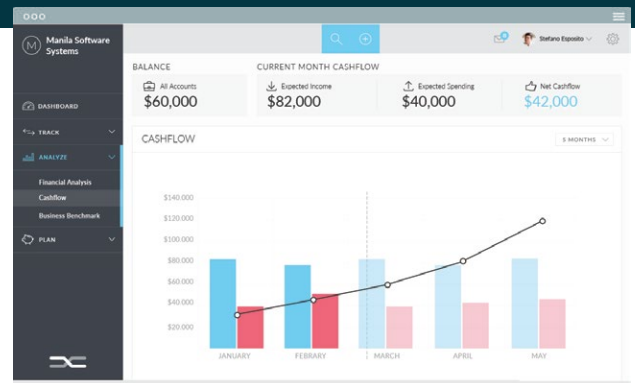 Manila Software
Systems
Stefano Esposito
BALANCE
CURRENT MONTH CASHFLOW
All Accounts
$60,000
Expected Income
$82,000
Expected Spending
$40,000
Net Cashflow
$42,000
DASHBOARD
TRACK
ANALYZE
Financial Analysis
Cashflow
Business Benchmark
PLAN
CASHFLOW
5 MONTHS
$140.000
$120.000
$100.000
$80.000
$60.000
$40.000
$20.000
JANUARY
FEBRARY
MARCH
APRIL
MAY